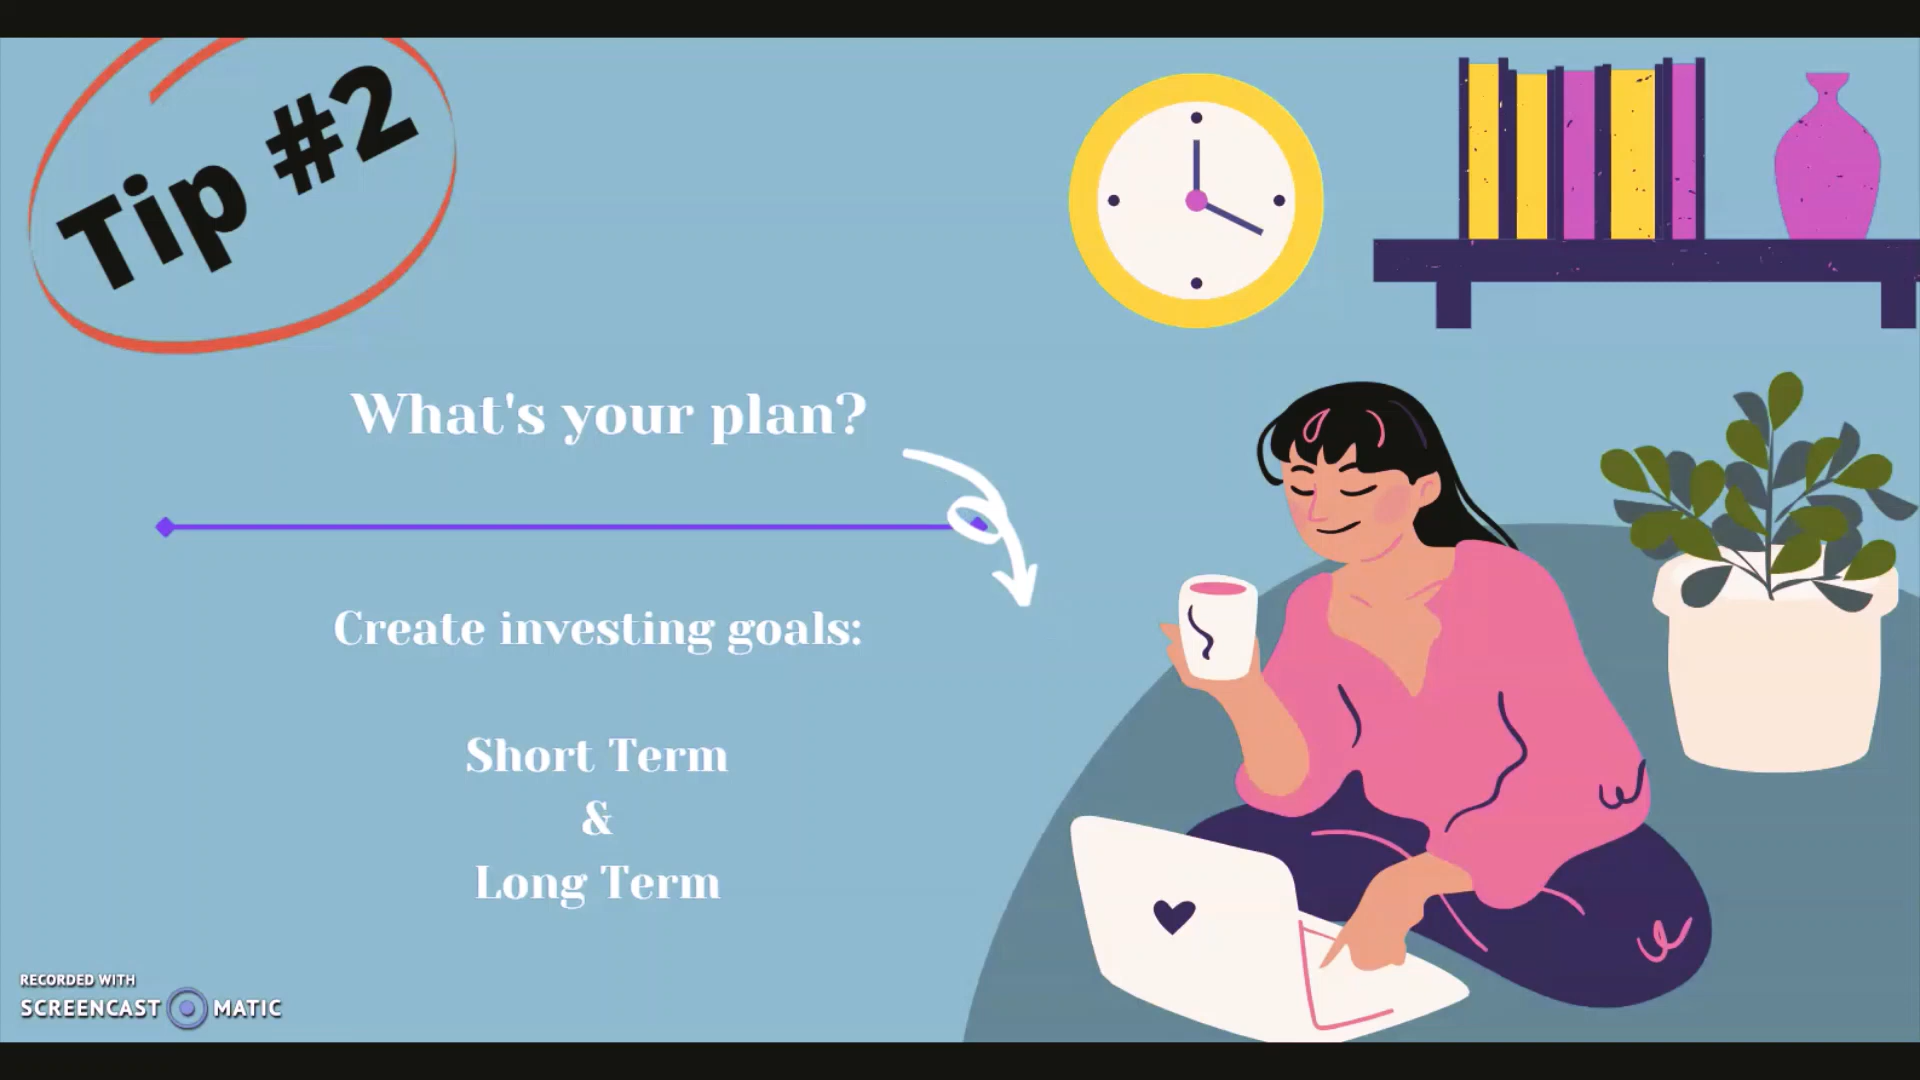 Tip #2
What's your plan?
Create investing goals:
Short Term
&
Long Term
RECORDED WITH
SCREENCAST MATIC